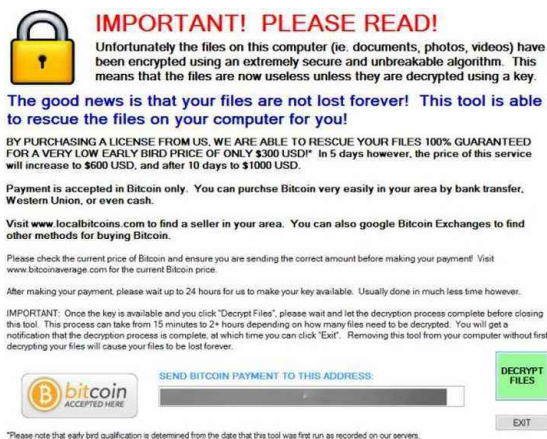 IMPORTANT! PLEASE READ!
Unfortunately the files on this computer (ie. documents, photos, videos) have
been encrypted using an extremely secure and unbreakable algorithm. This
means that the files are now useless unless they are decrypted using a key.
The good news is that your files are not lost forever! This tool is able
to rescue the files on your computer for you!
BY PURCHASING A LICENSE FROM US, WE ARE ABLE TO RESCUE YOUR FILES 100% GUARANTEED
FOR A VERY LOW EARLY BIRD PRICE OF ONLY $300 USD!* In 5 days however, the price of this service
will increase to $600 USD, and after 10 days to $1000 USD.
Payment is accepted in Bitcoin only. You can purchse Bitcoin very easily in your area by bank transfer,
Western Union, or even cash.
Visit www.localbitcoins.com to find a seller in your area. You can also google Bitcoin Exchanges to find
other methods for buying Bitcoin.
Please check the current price of Bitcoin and ensure you are sending the correct amount before making your payment! Visit
www.bitcoinaverage.com for the current Bitcoin price.
After making your payment, please wait up to 24 hours for us to make your key available. Usually done in much less time however.
IMPORTANT: Once the key is available and you click "Decrypt Files", please wait and let the decryption process complete before closing
this tool. This process can take from 15 minutes to 2+ hours depending on how many files need to be decrypted. You will get a
notification that the decryption process is complete, at which time you can click "Exit". Removing this tool from your computer without first
decrypting your files will cause your files to be lost forever.
bitcoin
ACCEPTED HERE
SEND BITCOIN PAYMENT TO THIS ADDRESS:
DECRYPT
FILES
EXIT
*Please note that early bird qualification is determined from the date that this tool was first run as recorded on our servers.